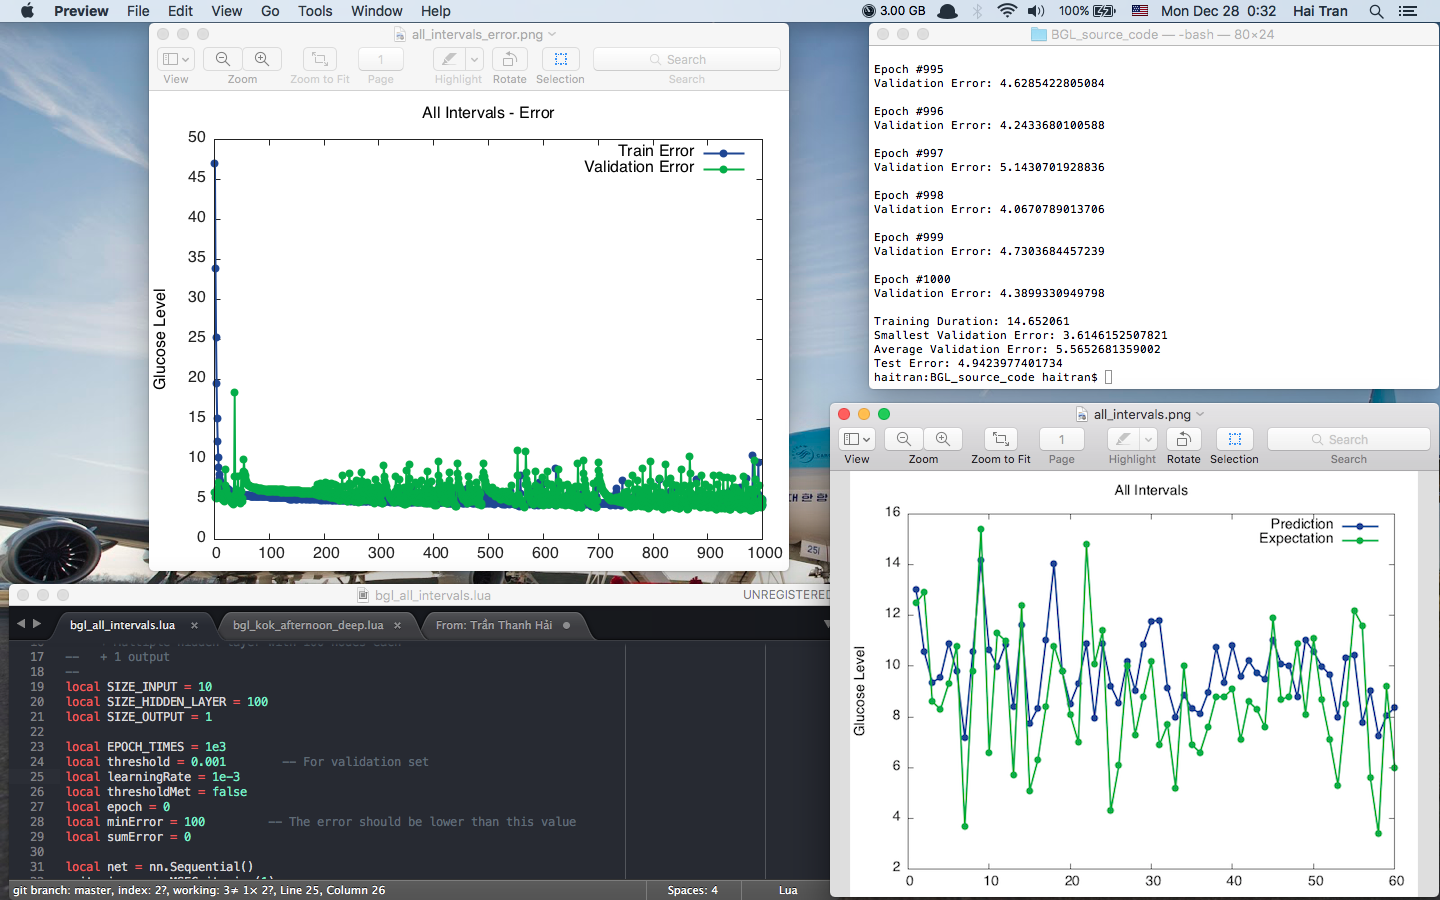 Preview File Edit View Go Tools Window Help 3.00 GB 100% Mon Dec 28 0:32 Hai Tran
all_intervals_error.png
1
Search
View Zoom Zoom to Fit Page Highlight Rotate Selection Search
All Intervals - Error
Train Error
Validation Error
Glucose Level
50
45
40
35
30
25
20
15
10
5
0
0 100 200 300 400 500 600 700 800 900 1000
BGL_source_code — -bash — 80×24
Epoch #995
Validation Error: 4.6285422805084
Epoch #996
Validation Error: 4.2433680100588
Epoch #997
Validation Error: 5.1430701928836
Epoch #998
Validation Error: 4.0670789013706
Epoch #999
Validation Error: 4.7303684457239
Epoch #1000
Validation Error: 4.3899330949798
Training Duration: 14.652061
Smallest Validation Error: 3.6146152507821
Average Validation Error: 5.5652681359002
Test Error: 4.9423977401734
haitran:BGL_source_code haitran$
대한항
251
bgl_all_intervals.lua
UNREGISTERED
bgl_all_intervals.lua × bgl_kok_afternoon_deep.lua × From: Trần Thanh Hải
17 -- + 1 output
18 --
19 local SIZE_INPUT = 10
20 local SIZE_HIDDEN_LAYER = 100
21 local SIZE_OUTPUT = 1
22
23 local EPOCH_TIMES = 1e3
24 local threshold = 0.001 -- For validation set
25 local learningRate = 1e-3
26 local thresholdMet = false
27 local epoch = 0
28 local minError = 100 -- The error should be lower than this value
29 local sumError = 0
30
31 local net = nn.Sequential()
git branch: master, index: 2?, working: 3≠ 1× 2?, Line 25, Column 26
Spaces: 4
Lua
all_intervals.png
1
Search
View Zoom Zoom to Fit Page Highlight Rotate Selection Search
All Intervals
Prediction
Expectation
Glucose Level
16
14
12
10
8
6
4
2
0 10 20 30 40 50 60